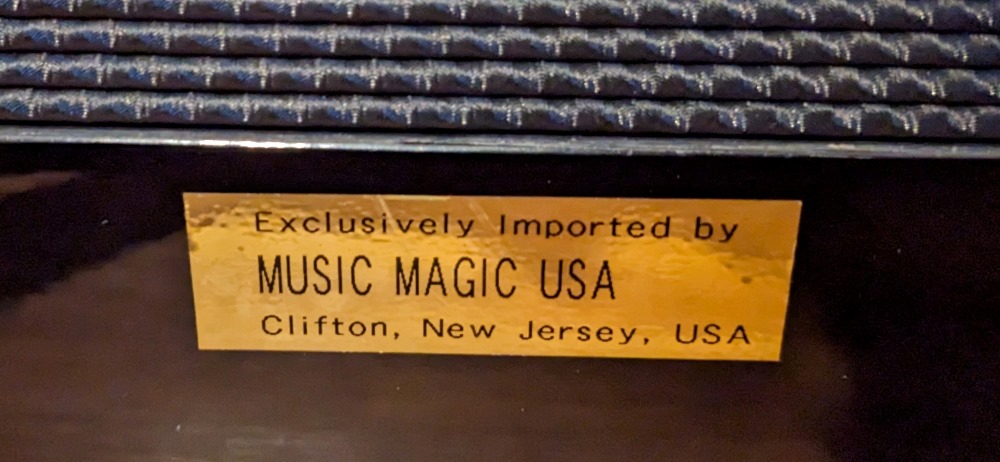 Exclusively Imported by
MUSIC MAGIC USA
Clifton, New Jersey, USA